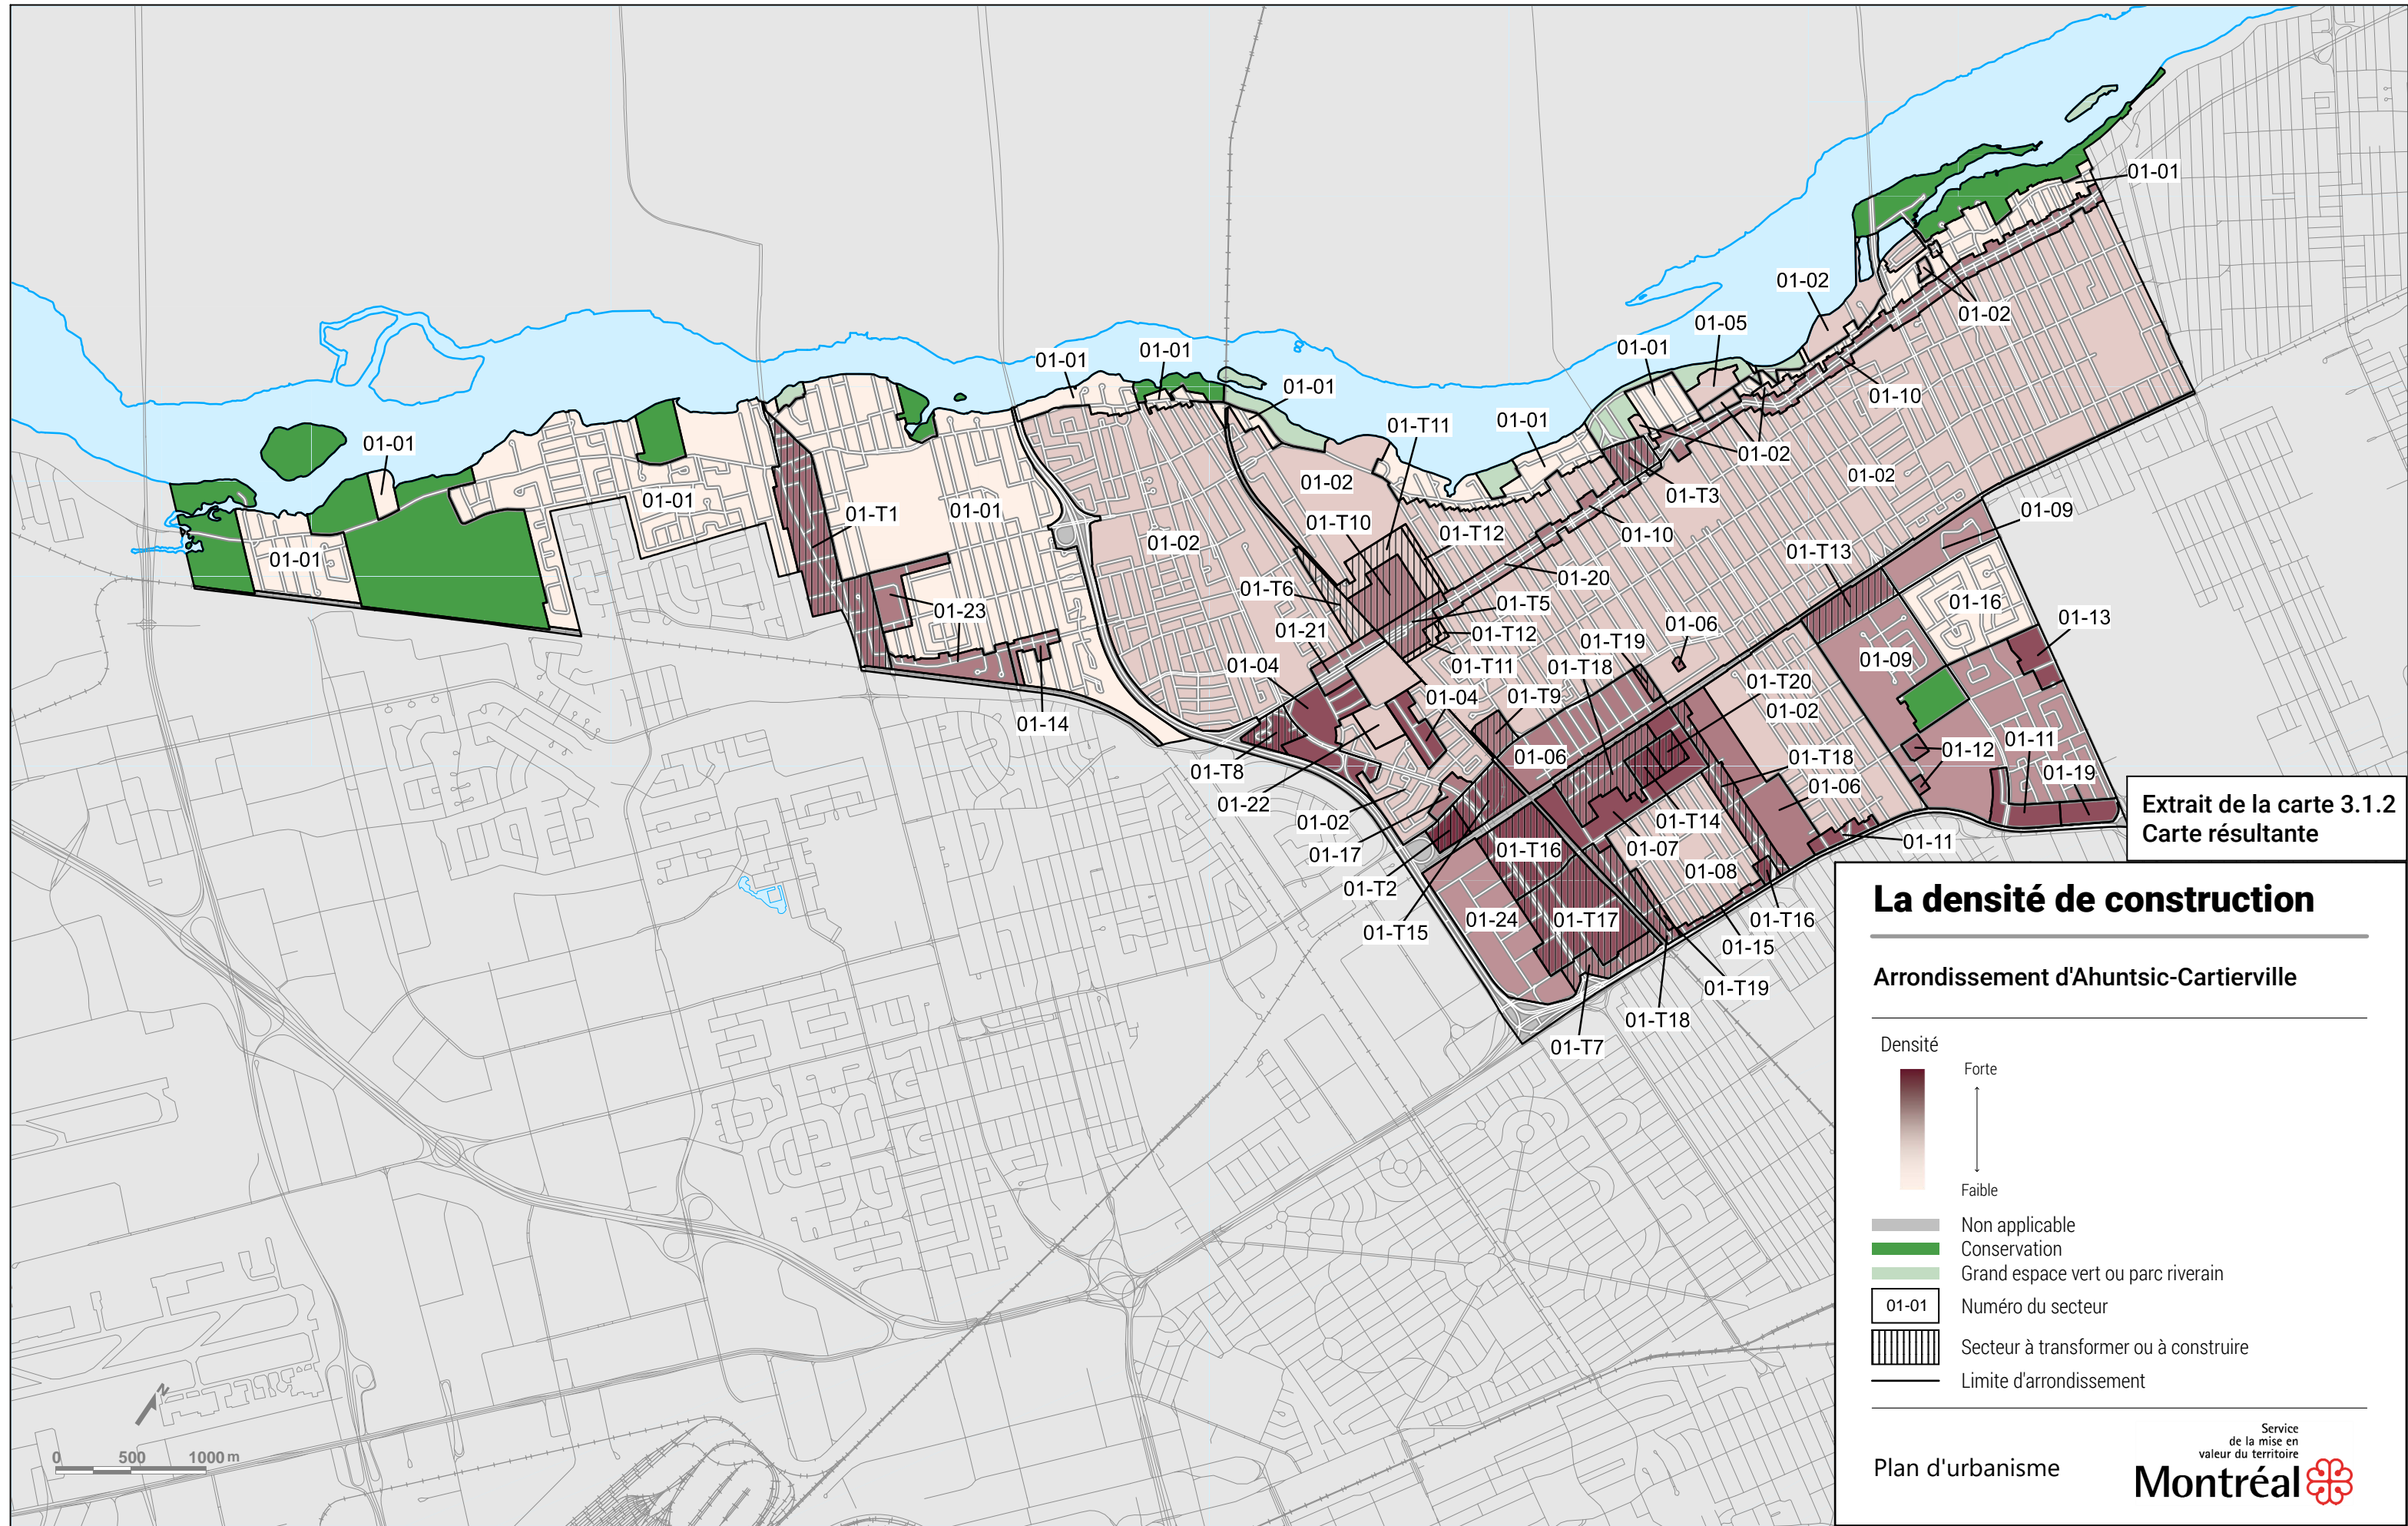 01-01
01-02
01-05
01-02
01-01
01-01
01-01
01-01
01-10
01-01
01-T11
01-01
01-01
01-02
01-02
01-02
01-T3
01-01
01-T1
01-01
01-T10
01-T12
01-10
01-09
01-02
01-T13
01-01
01-20
01-T6
01-16
01-23
01-T5
01-13
01-21
01-T12
01-T19
01-06
01-04
01-T11
01-T18
01-09
01-T20
01-04
01-T9
01-02
01-14
01-11
01-12
01-06
01-T18
01-T8
01-19
01-06
01-22
01-02
01-T14
01-11
01-17
01-T16
01-07
01-08
01-T2
01-24
01-T17
01-T16
01-T15
01-15
01-T19
01-T18
01-T7
Extrait de la carte 3.1.2
Carte résultante
La densité de construction
Arrondissement d'Ahuntsic-Cartierville
Densité
Forte
Faible
Non applicable
Conservation
Grand espace vert ou parc riverain
01-01 Numéro du secteur
Secteur à transformer ou à construire
Limite d'arrondissement
N
0 500 1000 m
Plan d'urbanisme
Service
de la mise en
valeur du territoire
Montréal